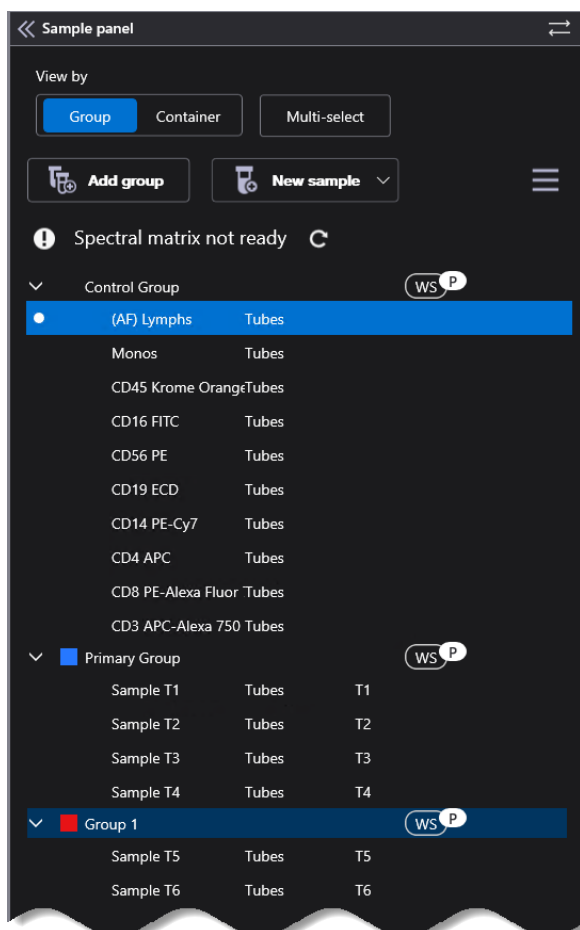 Sample panel
View by
Group Container Multi-select
Add group New sample
Spectral matrix not ready
Control Group WS P
(AF) Lymphs Tubes
Monos Tubes
CD45 Krome Orange Tubes
CD16 FITC Tubes
CD56 PE Tubes
CD19 ECD Tubes
CD14 PE-Cy7 Tubes
CD4 APC Tubes
CD8 PE-Alexa Fluor Tubes
CD3 APC-Alexa 750 Tubes
Primary Group WS P
Sample T1 Tubes T1
Sample T2 Tubes T2
Sample T3 Tubes T3
Sample T4 Tubes T4
Group 1 WS P
Sample T5 Tubes T5
Sample T6 Tubes T6